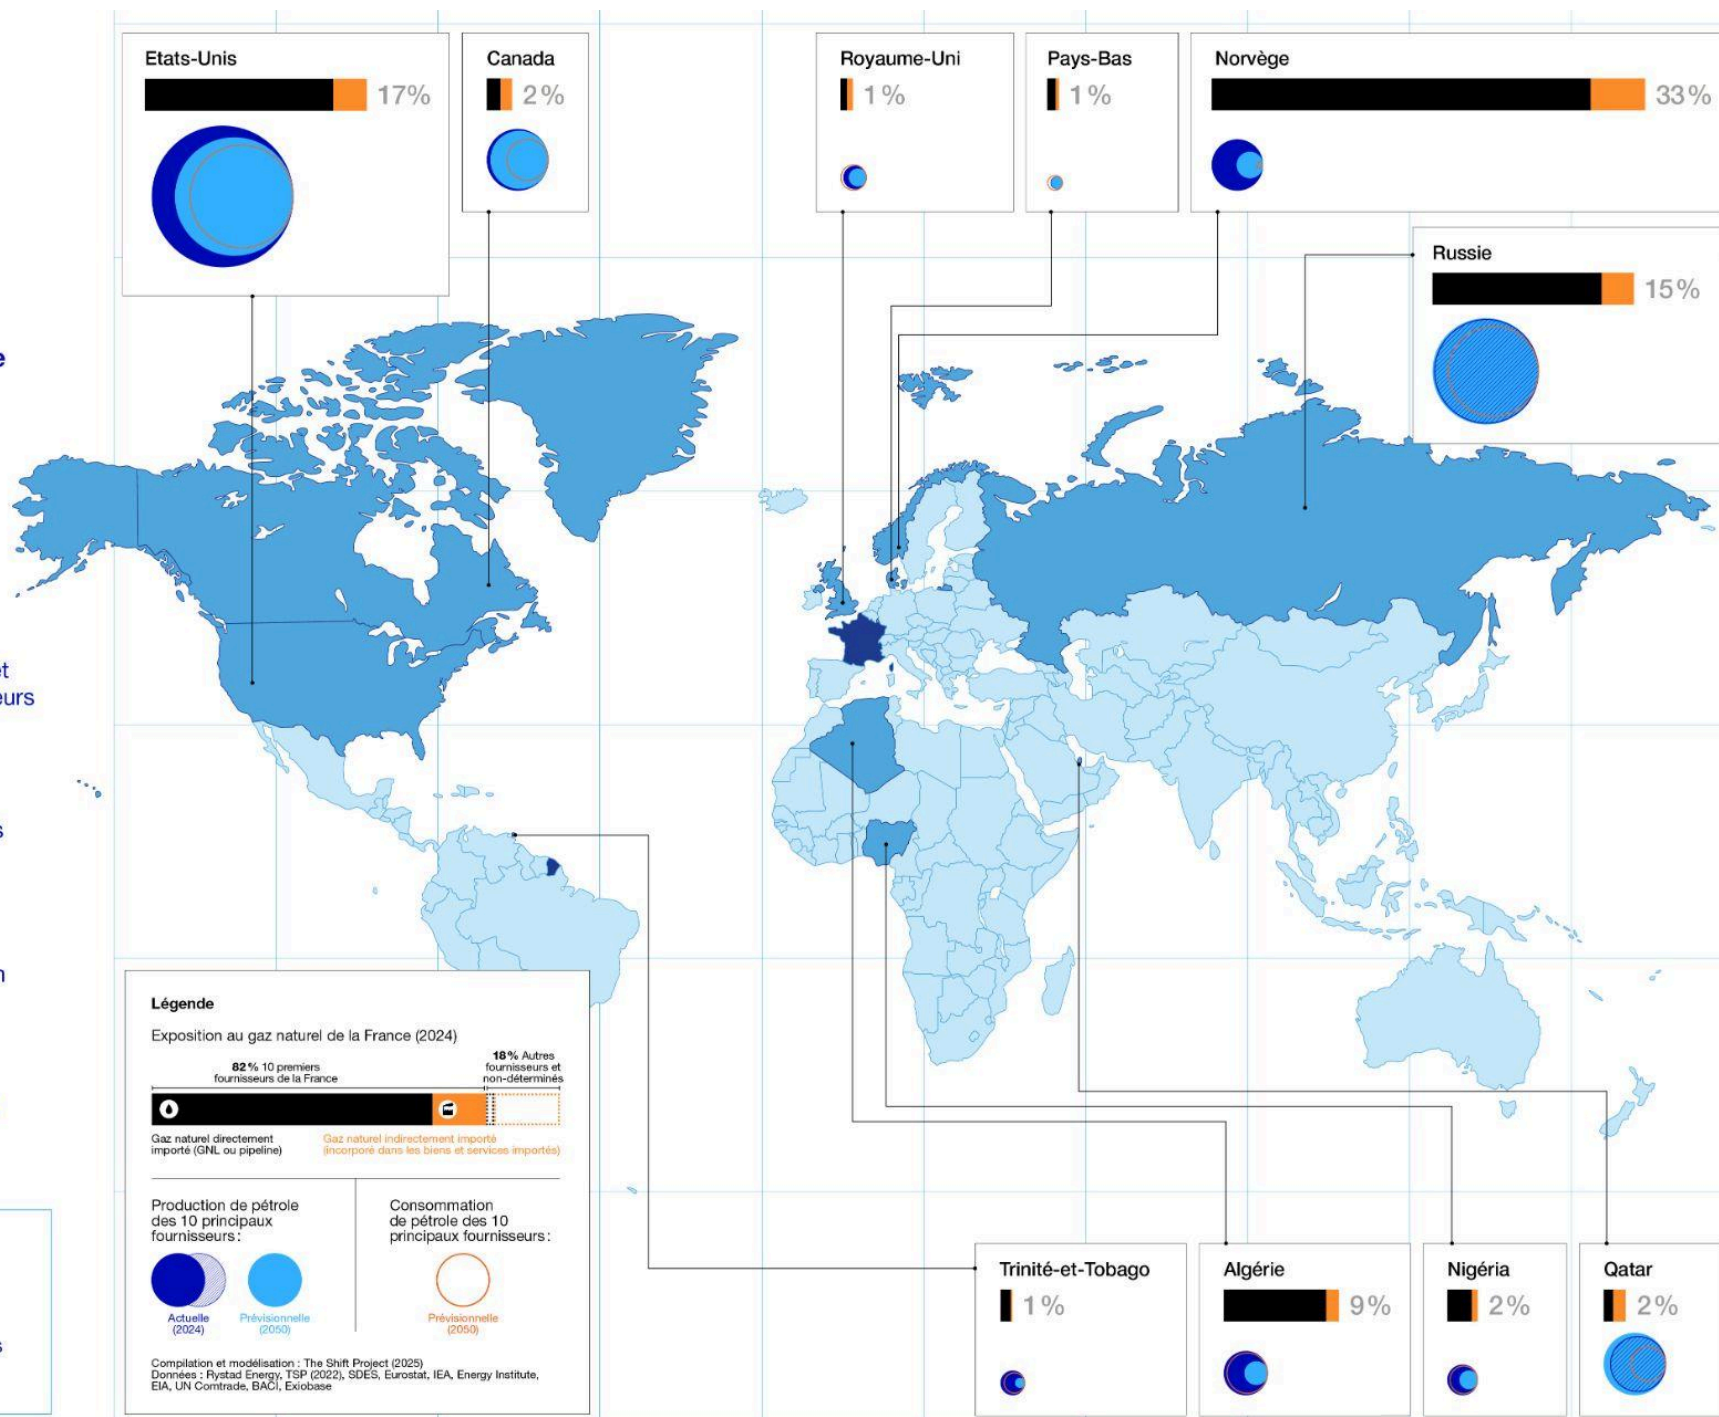 Etats-Unis
17%
Canada
2%
Royaume-Uni
1%
Pays-Bas
1%
Norvège
33%
Russie
15%
Légende
Exposition au gaz naturel de la France (2024)
82% 10 premiers
fournisseurs de la France
18% Autres
fournisseurs et
non-déterminés
Gaz naturel directement
importé (GNL ou pipeline)
Gaz naturel indirectement importé
(incorporé dans les biens et services importés)
Production de pétrole
des 10 principaux
fournisseurs :
Actuelle
(2024)
Prévisionnelle
(2050)
Consommation
de pétrole des 10
principaux fournisseurs :
Prévisionnelle
(2050)
Compilation et modélisation : The Shift Project (2025)
Données : Rystad Energy, TSP (2022), SDES, Eurostat, IEA, Energy Institute,
EIA, UN Comtrade, BACI, Exiobase
Trinité-et-Tobago
1%
Algérie
9%
Nigéria
2%
Qatar
2%